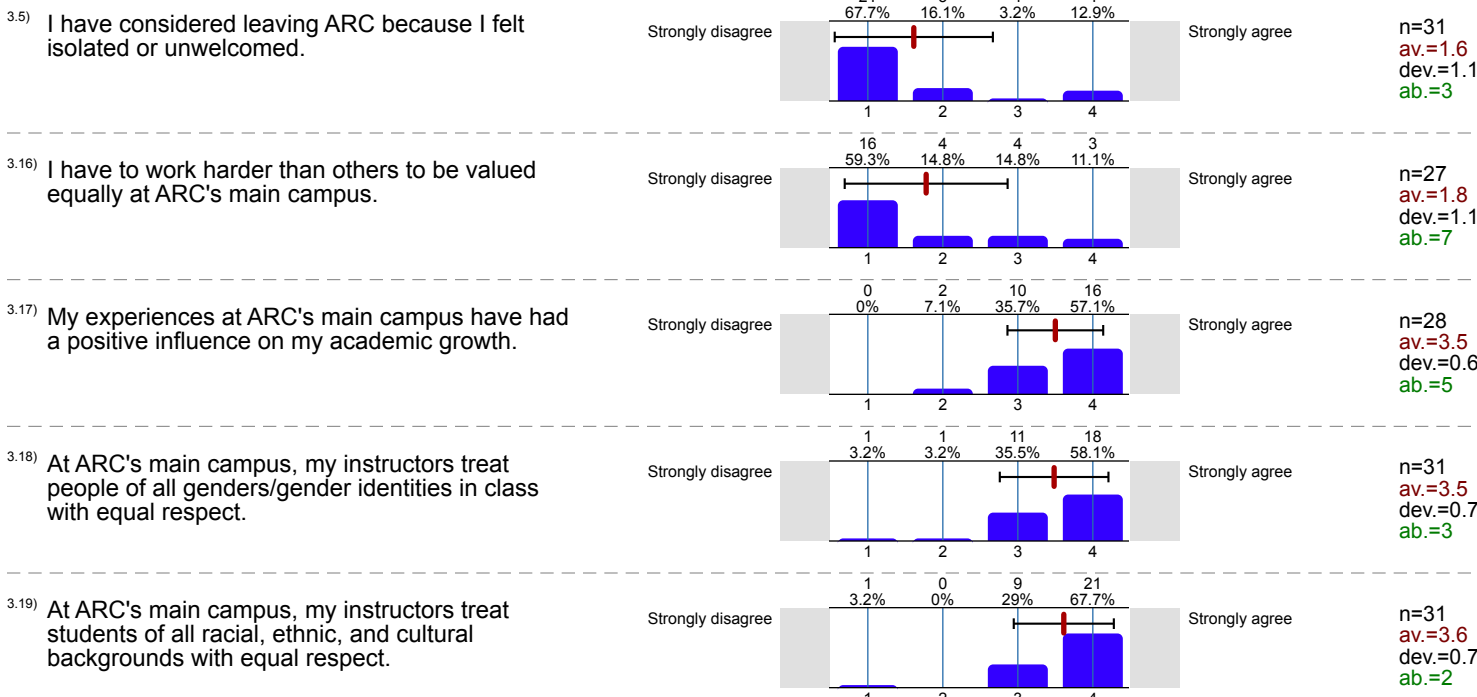 3.5) I have considered leaving ARC because I felt
isolated or unwelcomed.
Strongly disagree
67.7% 16.1% 3.2% 12.9%
1 2 3 4
Strongly agree
n=31
av.=1.6
dev.=1.1
ab.=3
3.16) I have to work harder than others to be valued
equally at ARC's main campus.
Strongly disagree
16 4 4 3
59.3% 14.8% 14.8% 11.1%
1 2 3 4
Strongly agree
n=27
av.=1.8
dev.=1.1
ab.=7
3.17) My experiences at ARC's main campus have had
a positive influence on my academic growth.
Strongly disagree
0 2 10 16
0% 7.1% 35.7% 57.1%
1 2 3 4
Strongly agree
n=28
av.=3.5
dev.=0.6
ab.=5
3.18) At ARC's main campus, my instructors treat
people of all genders/gender identities in class
with equal respect.
Strongly disagree
1 1 11 18
3.2% 3.2% 35.5% 58.1%
1 2 3 4
Strongly agree
n=31
av.=3.5
dev.=0.7
ab.=3
3.19) At ARC's main campus, my instructors treat
students of all racial, ethnic, and cultural
backgrounds with equal respect.
Strongly disagree
1 0 9 21
3.2% 0% 29% 67.7%
Strongly agree
n=31
av.=3.6
dev.=0.7
ab.=2